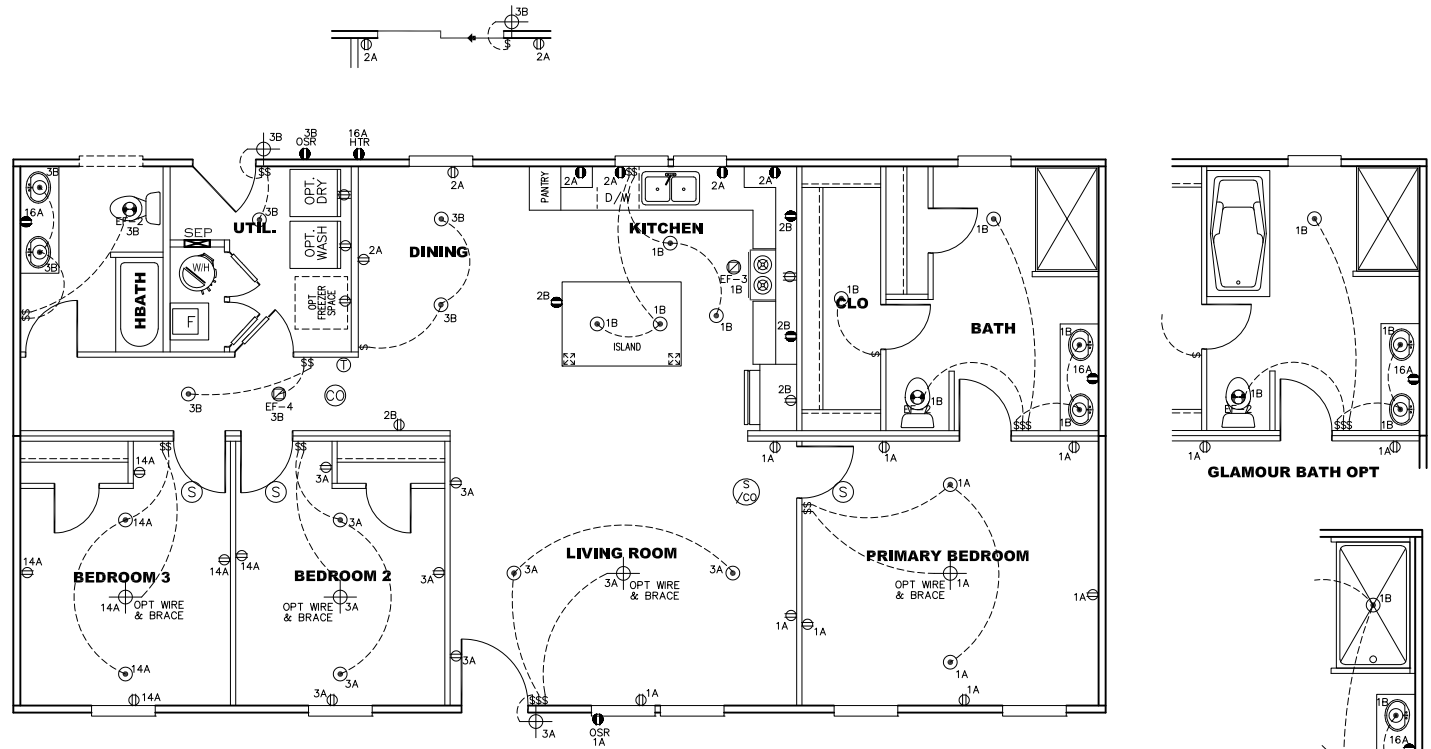 3B
2A
2A
3B
3B
OSR
16A
HTR
3B
16A
3B
EF-2
3B
3B
UTIL.
OPT.
DRY
OPT.
WASH
OPT
FREEZER
SPACE
SEP
W/H
F
HBATH
2A
2A
DINING
3B
3B
S
PANTRY
2A
2A
D/W
$$
2A
2A
KITCHEN
1B
2B
EF-3
1B
2B
1B
1B
1B
ISLAND
2B
2B
1B
CLO
S
1B
BATH
1B
16A
1B
1B
$$$
$$
$$
$$
T
CO
3B
EF-4
3B
2B
1A
1A
1A
$$
14A
S
S
$$
3A
3A
S
/CO
S
$$
1A
14A
14A
14A
14A
BEDROOM 3
14A
OPT WIRE
& BRACE
14A
14A
3A
BEDROOM 2
3A
OPT WIRE
& BRACE
3A
3A
3A
3A
LIVING ROOM
3A
3A
3A
OPT WIRE
& BRACE
1A
1A
PRIMARY BEDROOM
1A
OPT WIRE
& BRACE
1A
1A
1A
1A
3A
$$$
3A
OSR
1A
1B
S
1B
1B
16A
1B
$$$
1A
1A
GLAMOUR BATH OPT
1B
1B
16A